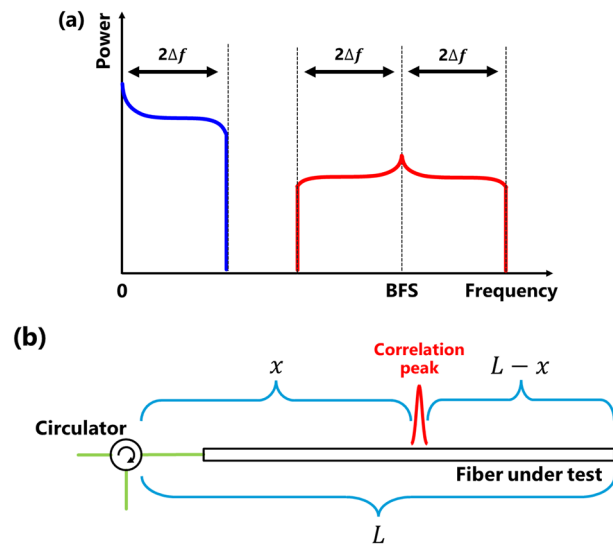 (a)
Power
2Δf
2Δf
2Δf
0
BFS
Frequency
(b)
Correlation
peak
x
L − x
Circulator
Fiber under test
L